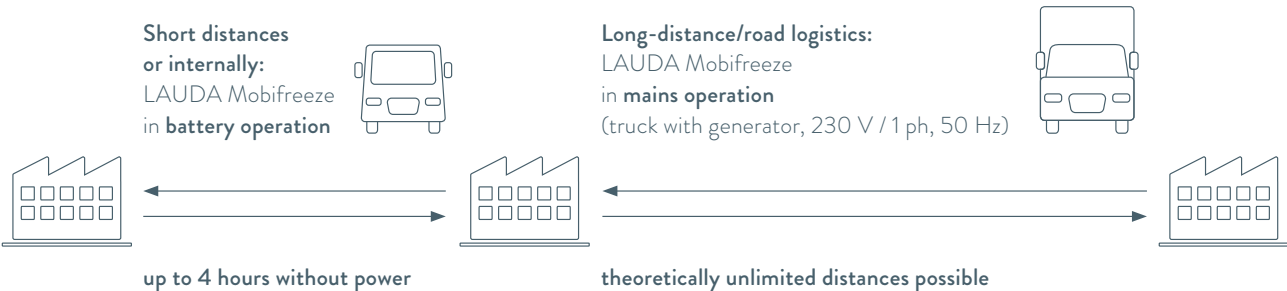 Short distances
or internally:
LAUDA Mobifreeze
in battery operation
Long-distance/road logistics:
LAUDA Mobifreeze
in mains operation
(truck with generator, 230 V / 1 ph, 50 Hz)
up to 4 hours without power
theoretically unlimited distances possible